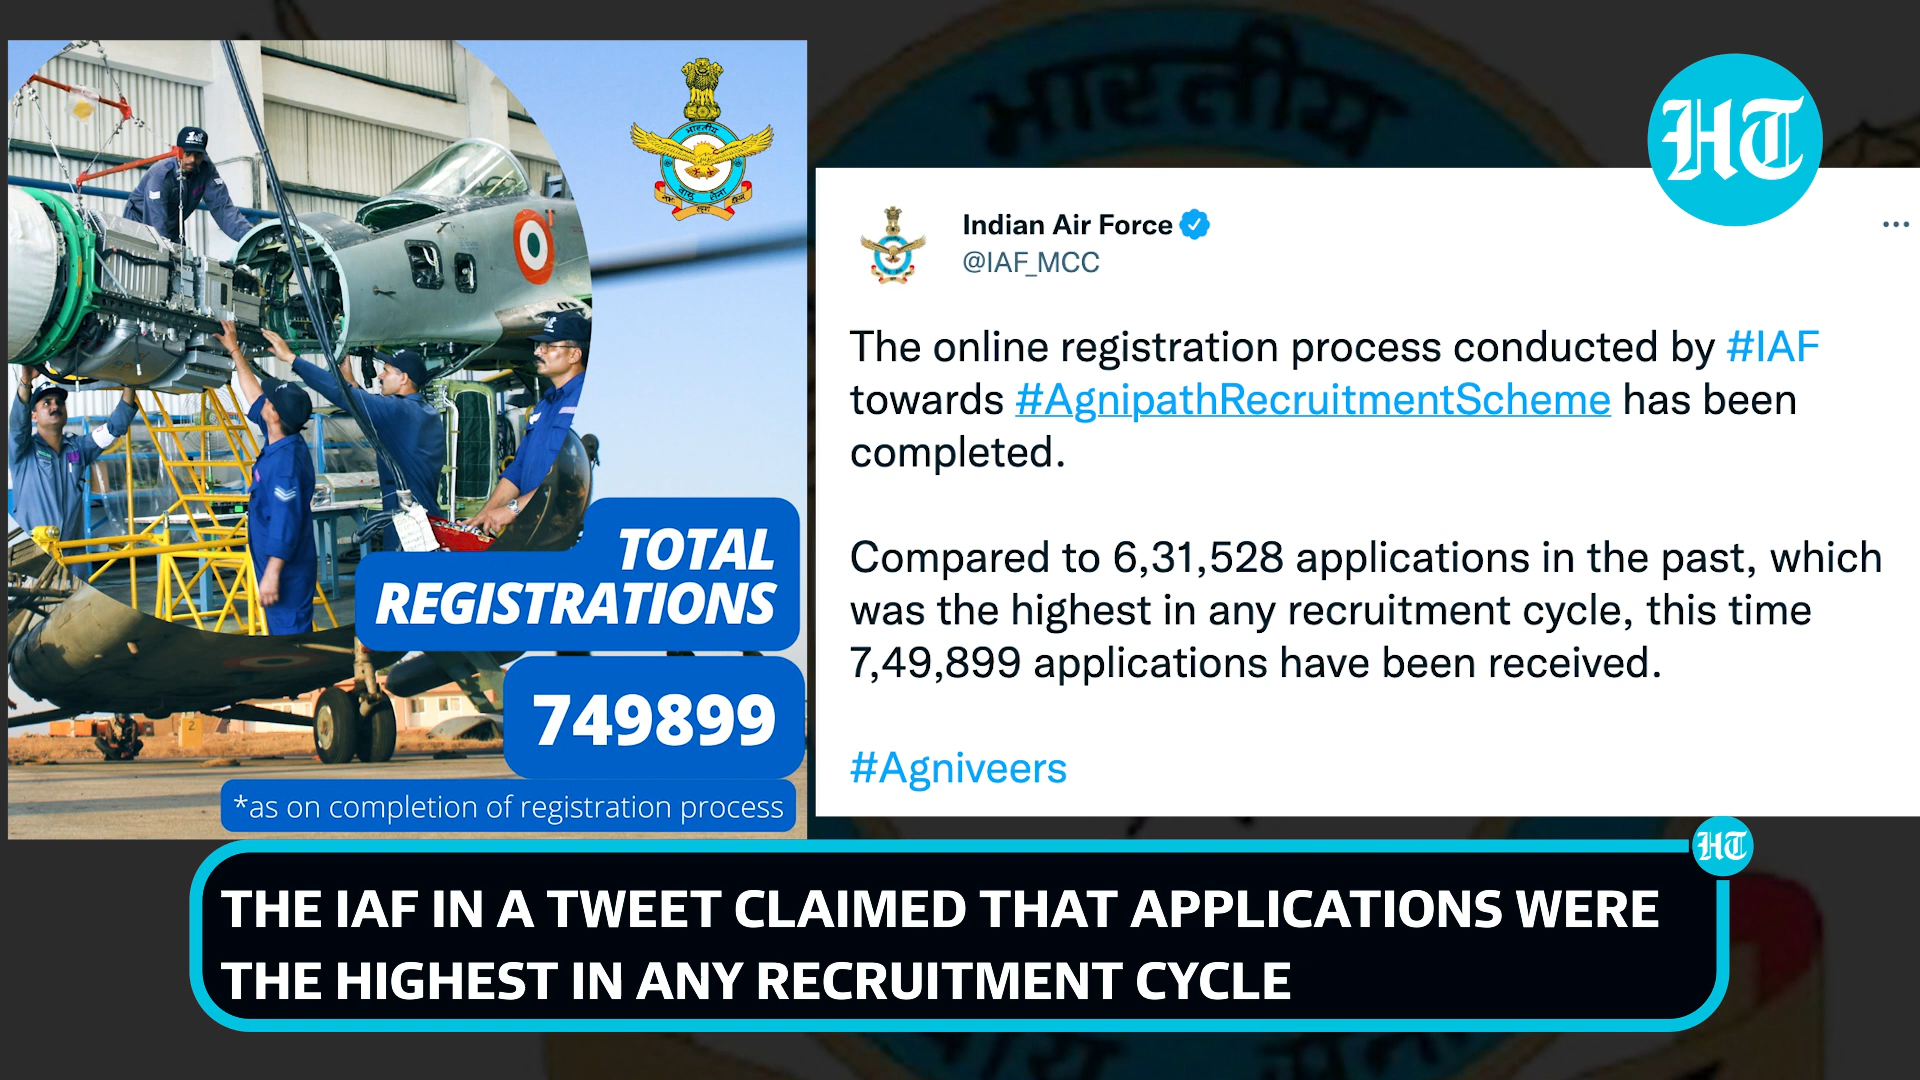 भारतीय
HT
भारतीय
वायु सेना
TOTAL
REGISTRATIONS
749899
*as on completion of registration process
Indian Air Force
@IAF_MCC
The online registration process conducted by #IAF
towards #AgnipathRecruitmentScheme has been
completed.
Compared to 6,31,528 applications in the past, which
was the highest in any recruitment cycle, this time
7,49,899 applications have been received.
#Agniveers
HT
THE IAF IN A TWEET CLAIMED THAT APPLICATIONS WERE
THE HIGHEST IN ANY RECRUITMENT CYCLE